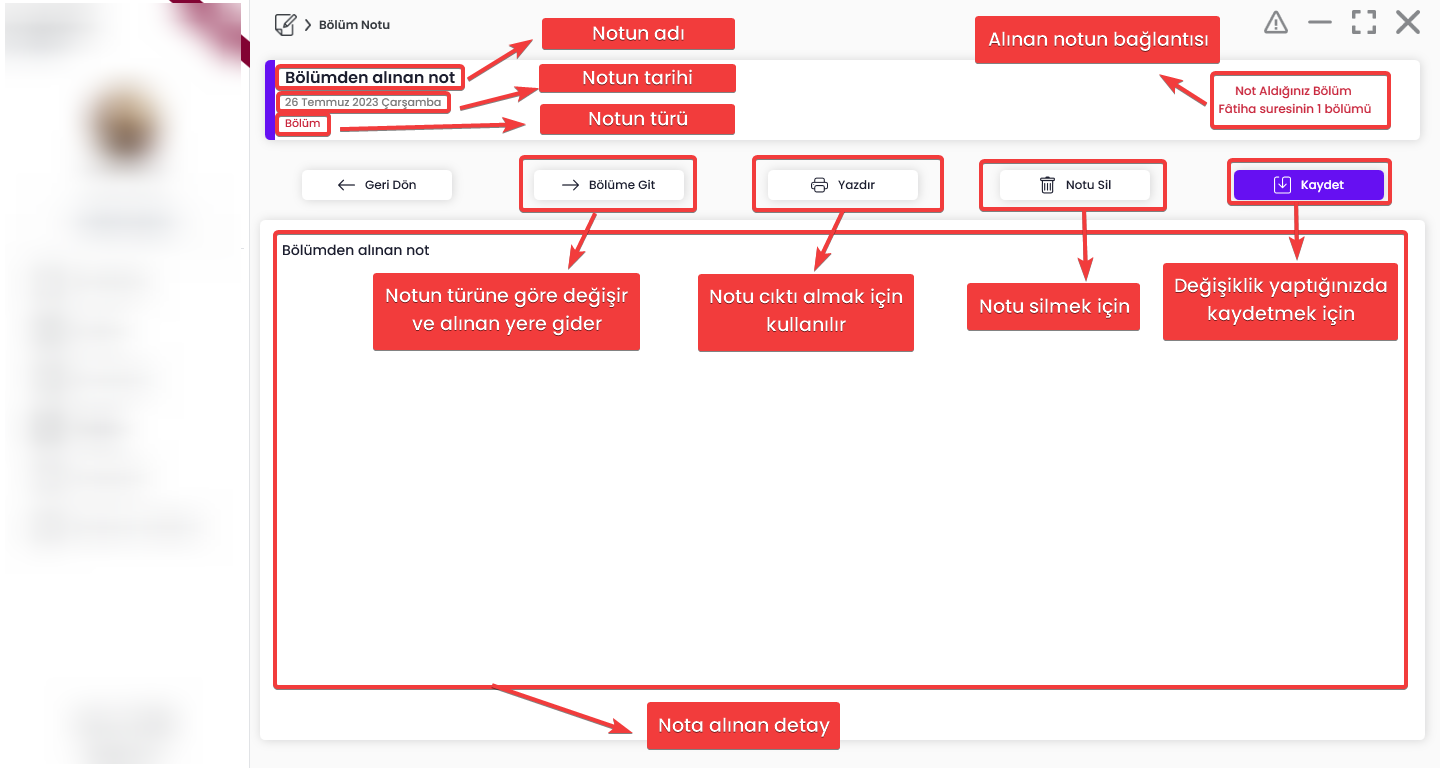 Bölüm Notu
Notun adı
Alınan notun bağlantısı
Bölümden alınan not
Notun tarihi
26 Temmuz 2023 Çarşamba
Bölüm
Notun türü
Not Aldığınız Bölüm
Fâtiha suresinin 1 bölümü
Geri Dön
Bölüme Git
Yazdır
Notu Sil
Kaydet
Bölümden alınan not
Notun türüne göre değişir
ve alınan yere gider
Notu cıktı almak için
kullanılır
Notu silmek için
Değişiklik yaptığınızda
kaydetmek için
Nota alınan detay